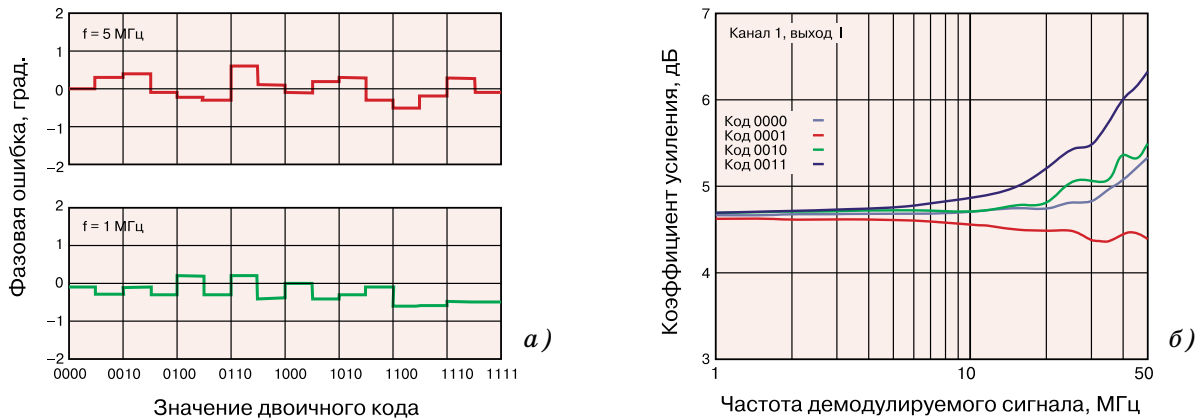 Фазовая ошибка, град.
2
f = 5 МГц
1
0
–1
–2
2
f = 1 МГц
1
0
–1
–2
0000 0010 0100 0110 1000 1010 1100 1110 1111
Значение двоичного кода
а)
Коэффициент усиления, дБ
7
Канал 1, выход I
6
Код 0000
Код 0001
Код 0010
Код 0011
5
4
3
1 10 50
Частота демодулируемого сигнала, МГц
б)